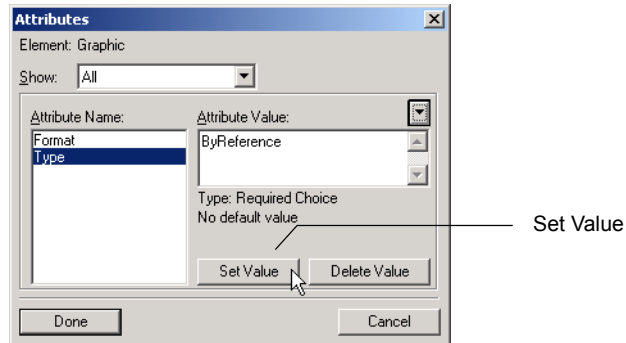 Attributes
Element: Graphic
Show: All
Attribute Name:
Format
Type
Attribute Value:
ByReference
Type: Required Choice
No default value
Set Value
Set Value Delete Value
Done Cancel